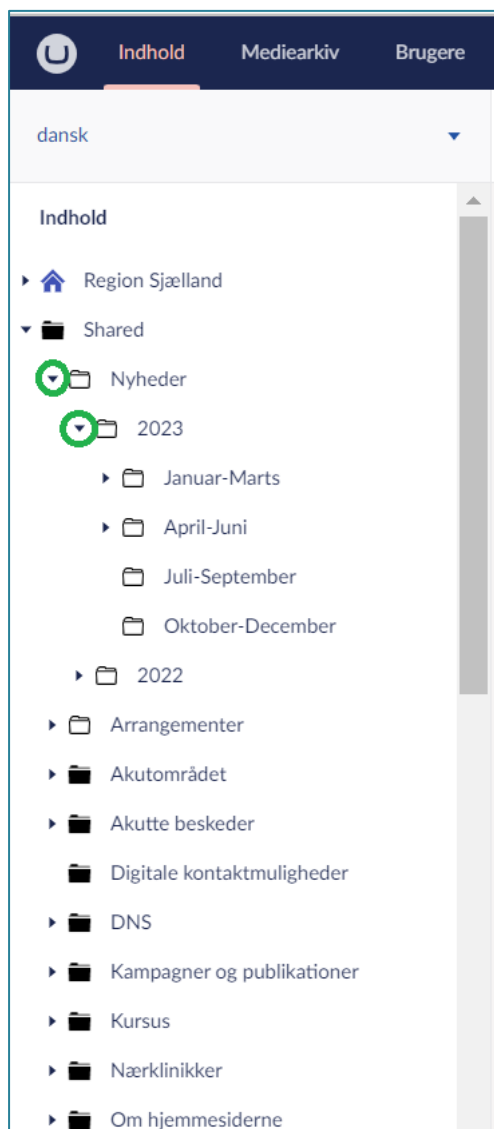 Indhold Mediearkiv Brugere
dansk
Indhold
Region Sjælland
Shared
Nyheder
2023
Januar-Marts
April-Juni
Juli-September
Oktober-December
2022
Arrangementer
Akutområdet
Akutte beskeder
Digitale kontaktmuligheder
DNS
Kampagner og publikationer
Kursus
Nærklinikker
Om hjemmesiderne